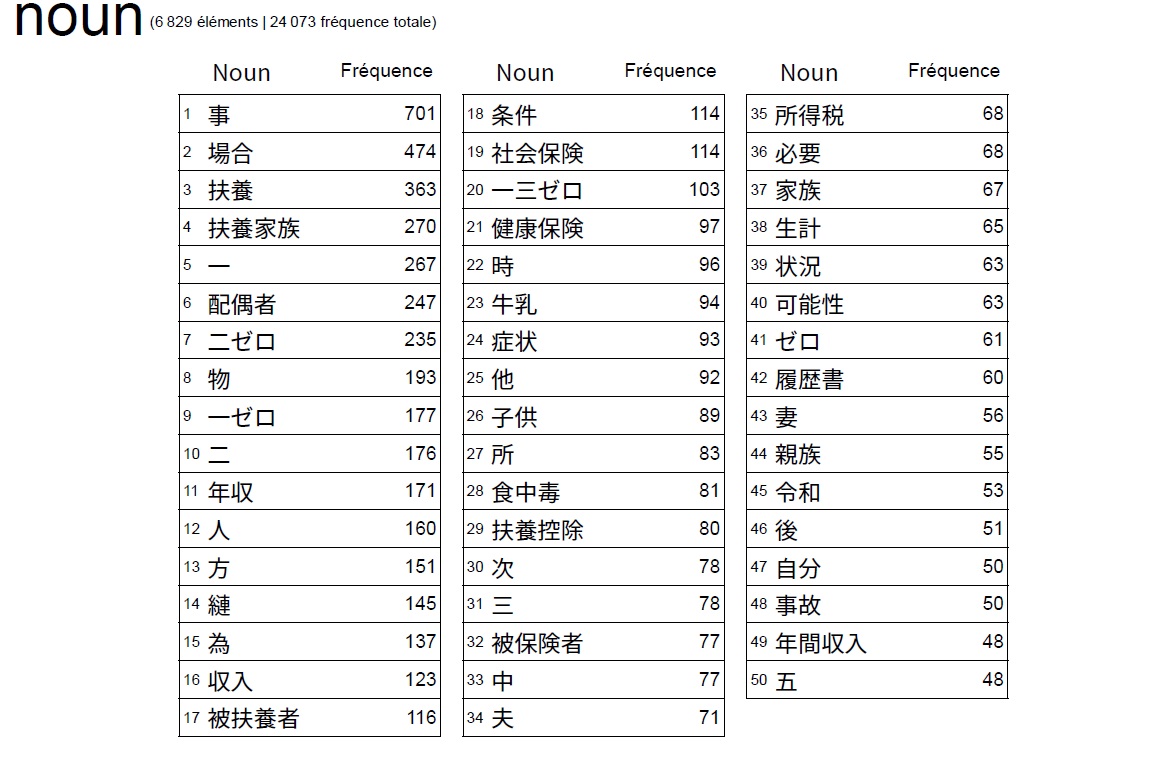 noun (6 829 éléments | 24 073 fréquence totale)
Noun Fréquence
1 事 701
2 場合 474
3 扶養 363
4 扶養家族 270
5 一 267
6 配偶者 247
7 二ゼロ 235
8 物 193
9 一ゼロ 177
10 二 176
11 年収 171
12 人 160
13 方 151
14 縺 145
15 為 137
16 収入 123
17 被扶養者 116
Noun Fréquence
18 条件 114
19 社会保険 114
20 一三ゼロ 103
21 健康保険 97
22 時 96
23 牛乳 94
24 症状 93
25 他 92
26 子供 89
27 所 83
28 食中毒 81
29 扶養控除 80
30 次 78
31 三 78
32 被保険者 77
33 中 77
34 夫 71
Noun Fréquence
35 所得税 68
36 必要 68
37 家族 67
38 生計 65
39 状況 63
40 可能性 63
41 ゼロ 61
42 履歴書 60
43 妻 56
44 親族 55
45 令和 53
46 後 51
47 自分 50
48 事故 50
49 年間収入 48
50 五 48